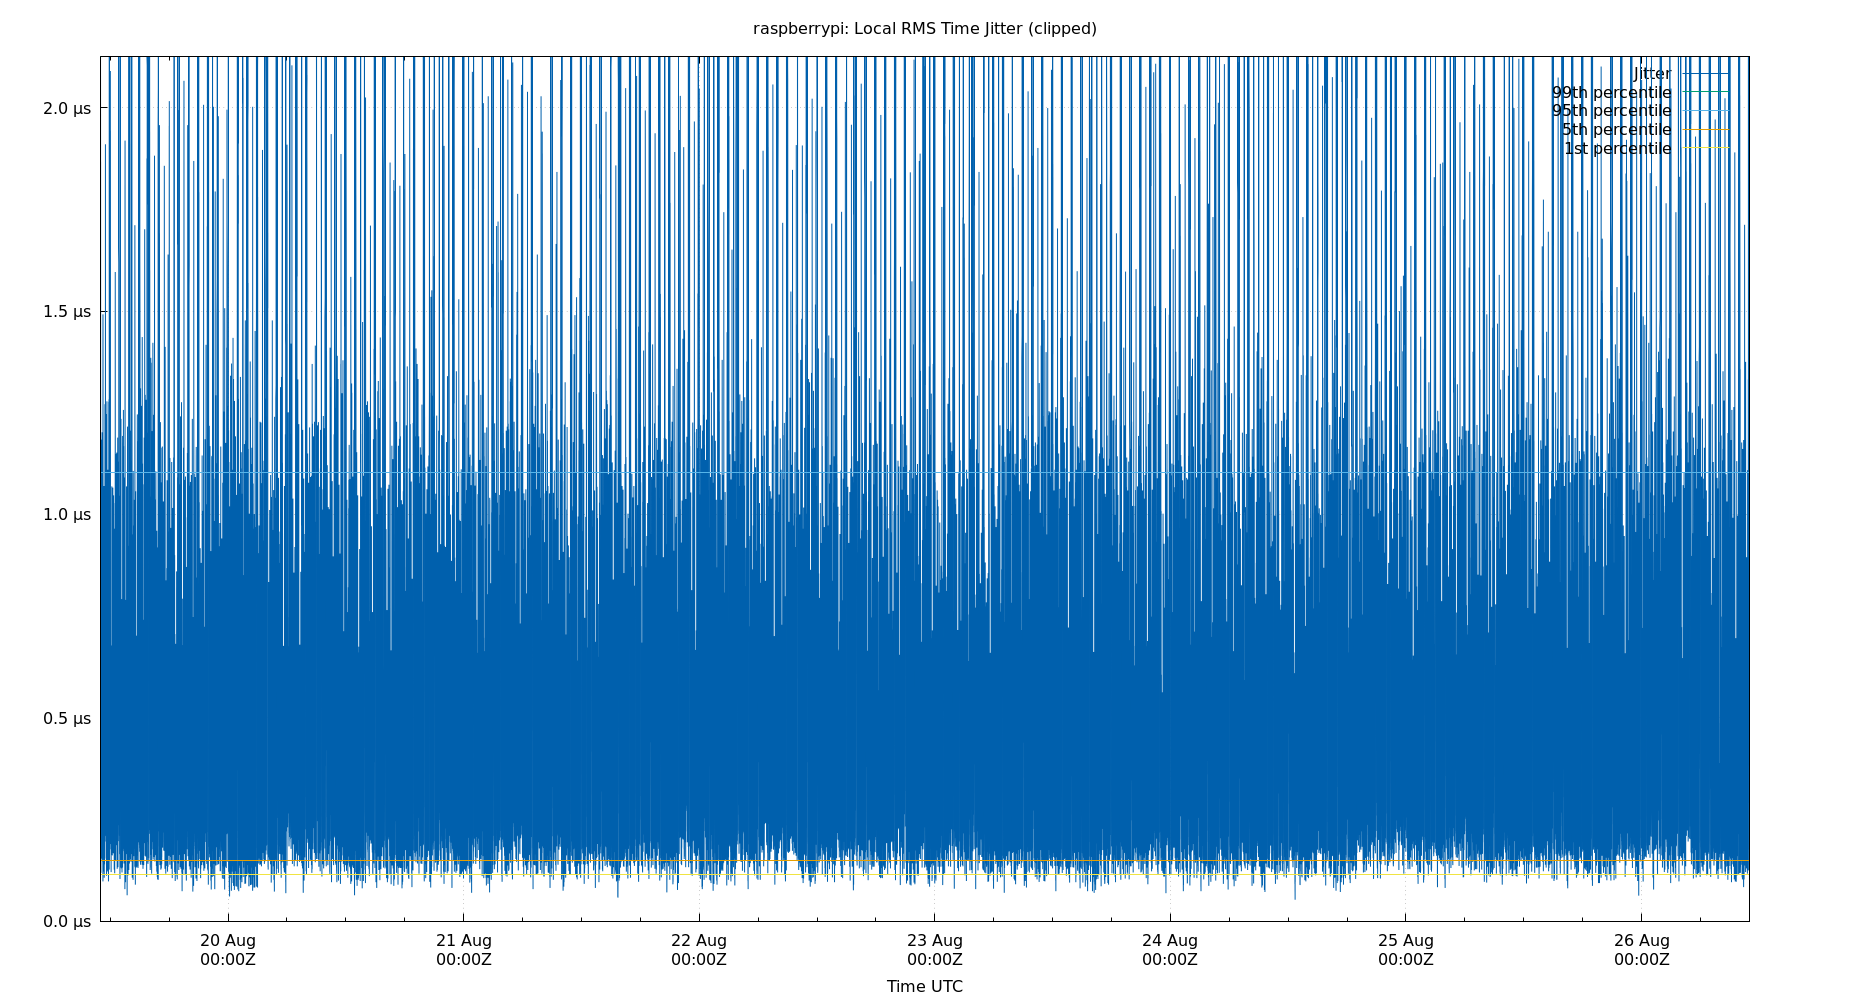 raspberrypi: Local RMS Time Jitter (clipped)
Jitter
99th percentile
95th percentile
5th percentile
1st percentile
2.0 μs
1.5 μs
1.0 μs
0.5 μs
0.0 μs
20 Aug 21 Aug 22 Aug 23 Aug 24 Aug 25 Aug 26 Aug
00:00Z 00:00Z 00:00Z 00:00Z 00:00Z 00:00Z 00:00Z
Time UTC